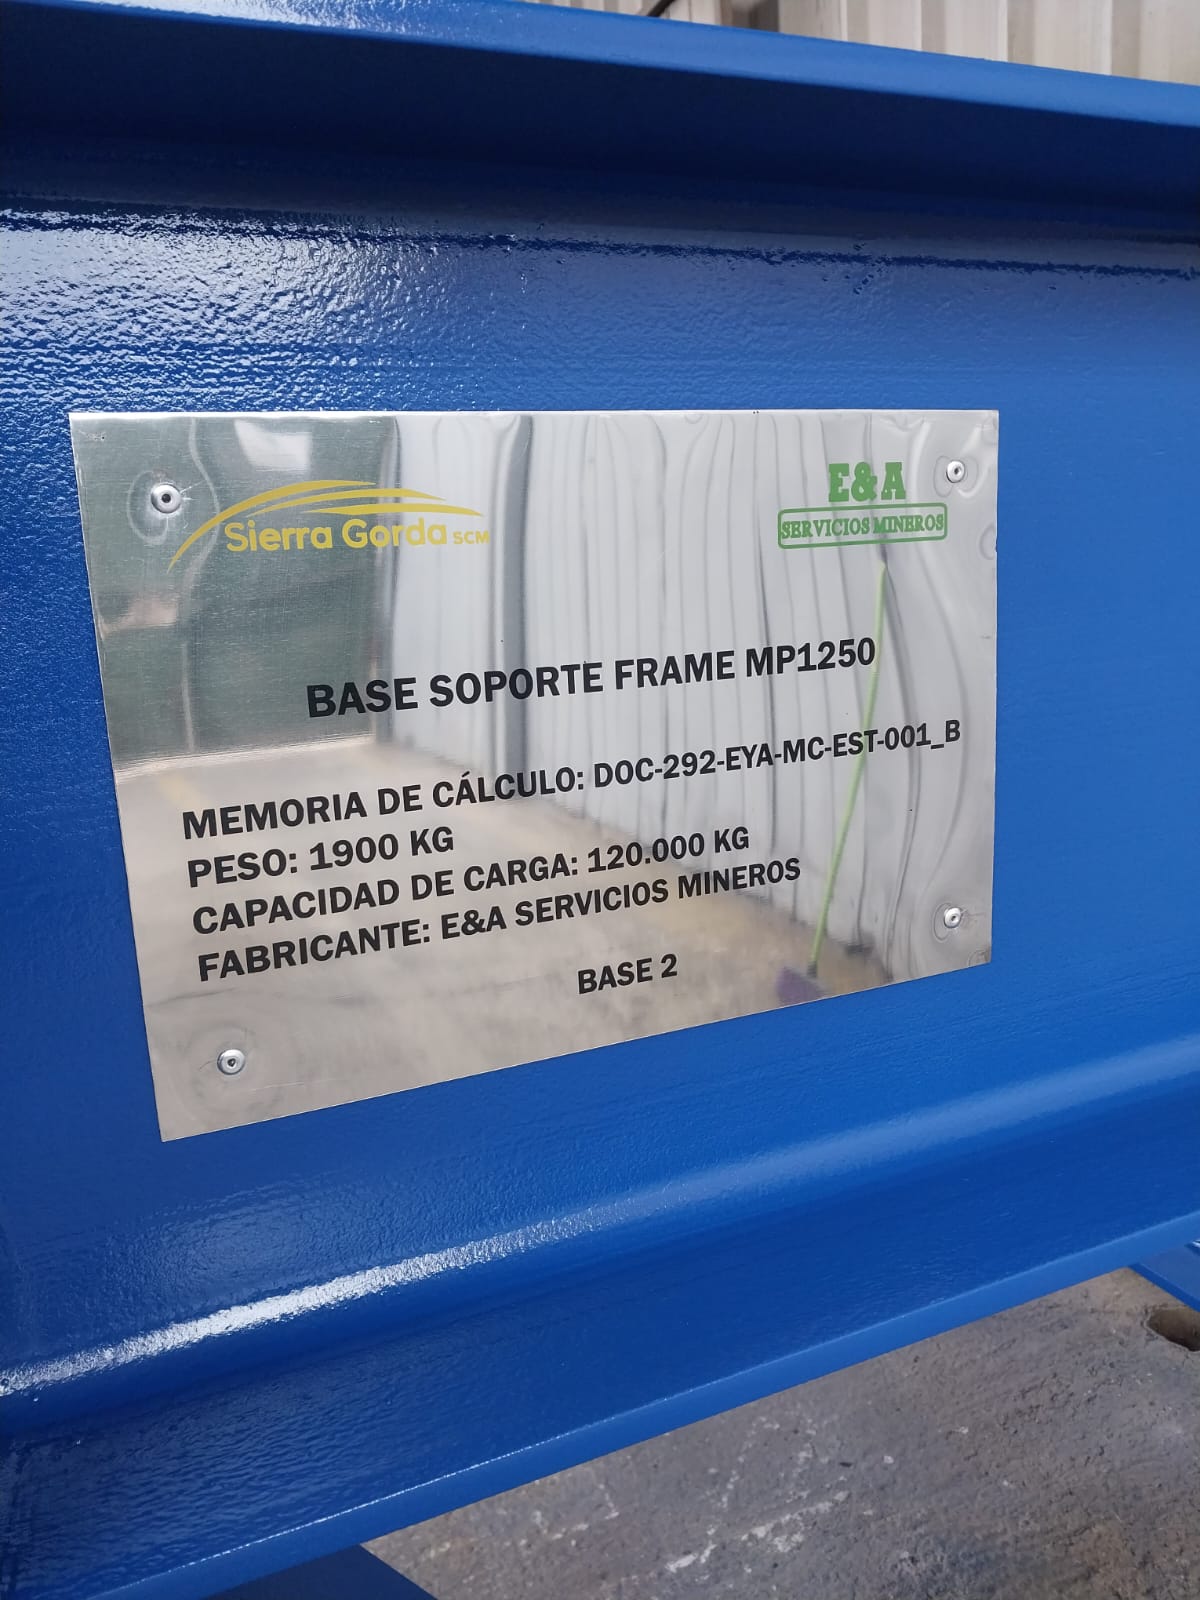 Sierra Gorda SCM
E&A
SERVICIOS MINEROS
BASE SOPORTE FRAME MP1250
MEMORIA DE CÁLCULO: DOC-292-EYA-MC-EST-001_B
PESO: 1900 KG
CAPACIDAD DE CARGA: 120.000 KG
FABRICANTE: E&A SERVICIOS MINEROS
BASE 2